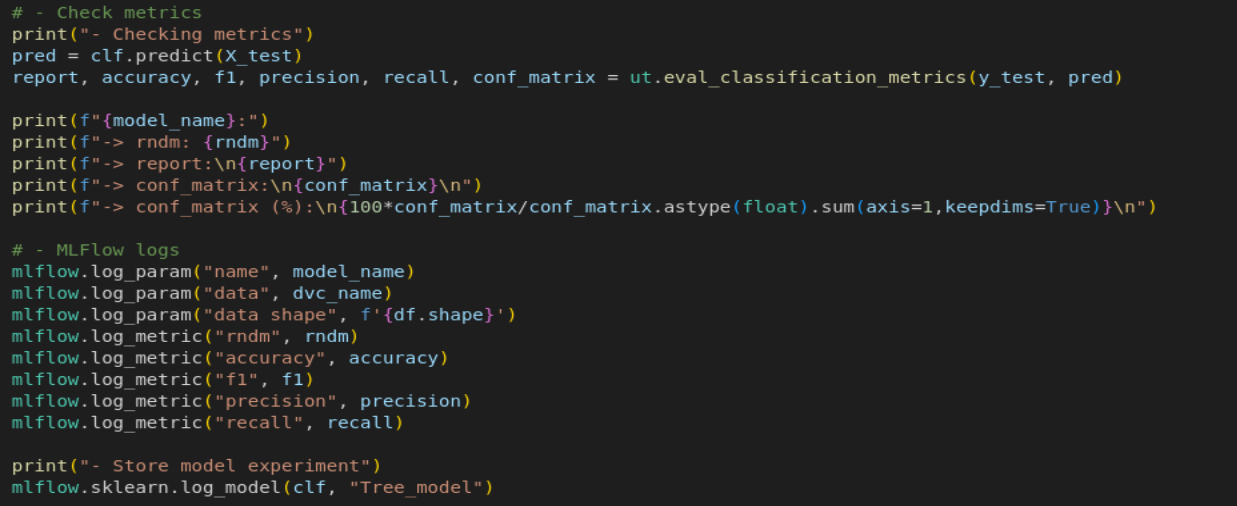 # - Check metrics
print("- Checking metrics")
pred = clf.predict(X_test)
report, accuracy, f1, precision, recall, conf_matrix = ut.eval_classification_metrics(y_test, pred)
print(f"{model_name}:")
print(f"-> rndm: {rndm}")
print(f"-> report:\n{report}")
print(f"-> conf_matrix:\n{conf_matrix}\n")
print(f"-> conf_matrix (%):\n{100*conf_matrix/conf_matrix.astype(float).sum(axis=1,keepdims=True)}\n")
# - MLFlow logs
mlflow.log_param("name", model_name)
mlflow.log_param("data", dvc_name)
mlflow.log_param("data shape", f'{df.shape}')
mlflow.log_metric("rndm", rndm)
mlflow.log_metric("accuracy", accuracy)
mlflow.log_metric("f1", f1)
mlflow.log_metric("precision", precision)
mlflow.log_metric("recall", recall)
print("- Store model experiment")
mlflow.sklearn.log_model(clf, "Tree_model")